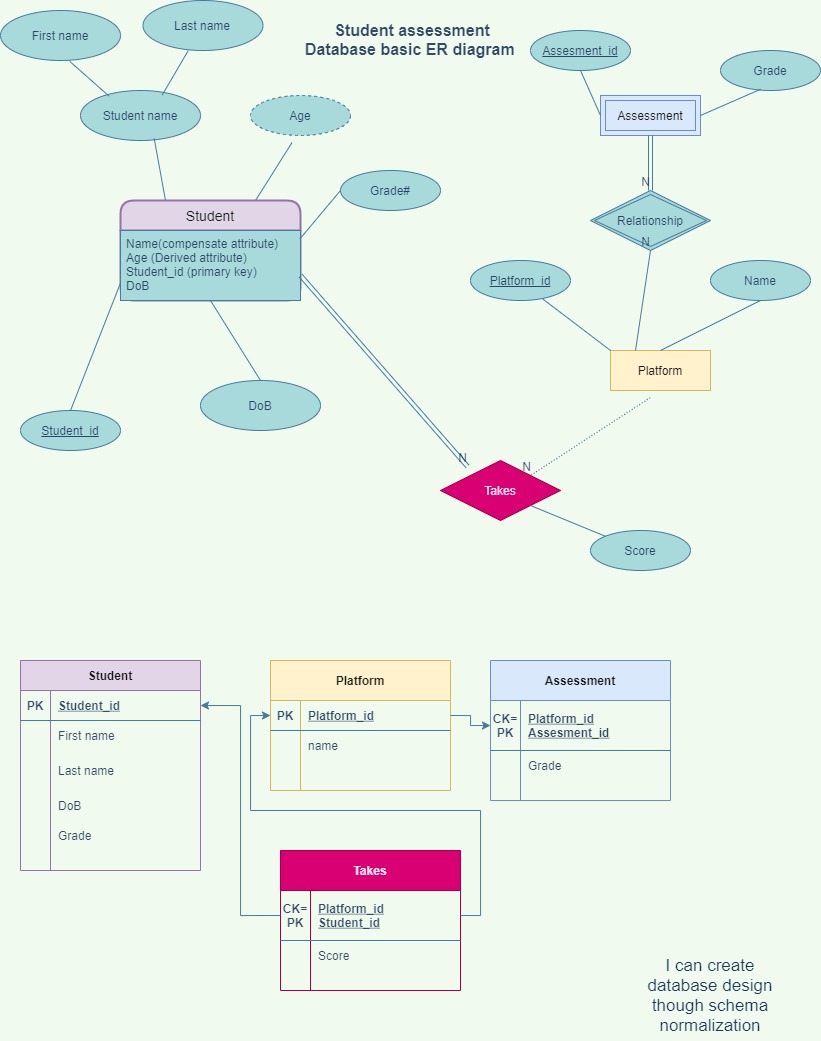 Student assessment
Database basic ER diagram
First name
Last name
Student name
Age
Grade#
Assesment_id
Grade
Assessment
N
Relationship
N
Student
Name(compensate attribute)
Age (Derived attribute)
Student_id (primary key)
DoB
Platform_id
Name
Platform
DoB
Student_id
N
N
Takes
Score
Student
PK
Student_id
First name
Last name
DoB
Grade
Platform
PK
Platform_id
name
Assessment
CK=
PK
Platform_id
Assesment_id
Grade
Takes
CK=
PK
Platform_id
Student_id
Score
I can create
database design
though schema
normalization